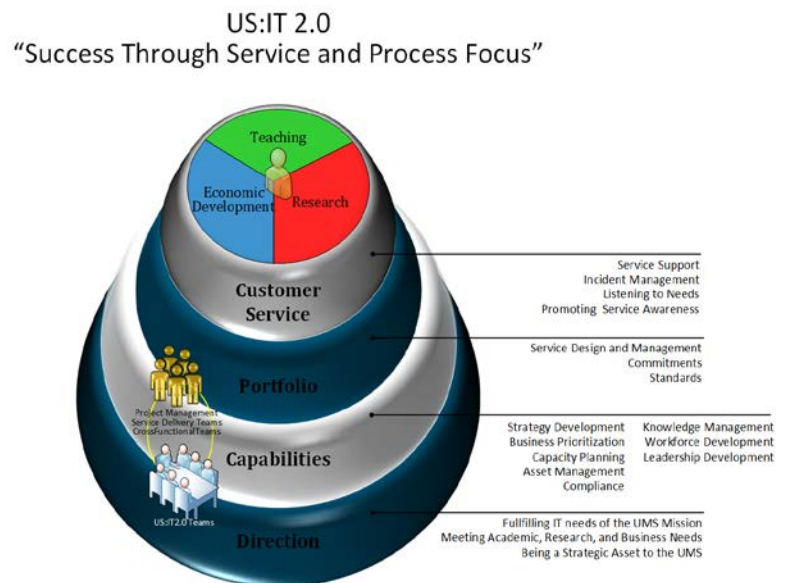 US:IT 2.0
“Success Through Service and Process Focus”
Teaching
Economic
Development
Research
Customer
Service
Service Support
Incident Management
Listening to Needs
Promoting Service Awareness
Portfolio
Service Design and Management
Commitments
Standards
Project Management
Service Delivery Teams
CrossFunctionalTeams
Capabilities
Strategy Development
Business Prioritization
Capacity Planning
Asset Management
Compliance
Knowledge Management
Workforce Development
Leadership Development
US:IT2.0 Teams
Direction
Fullfilling IT needs of the UMS Mission
Meeting Academic, Research, and Business Needs
Being a Strategic Asset to the UMS